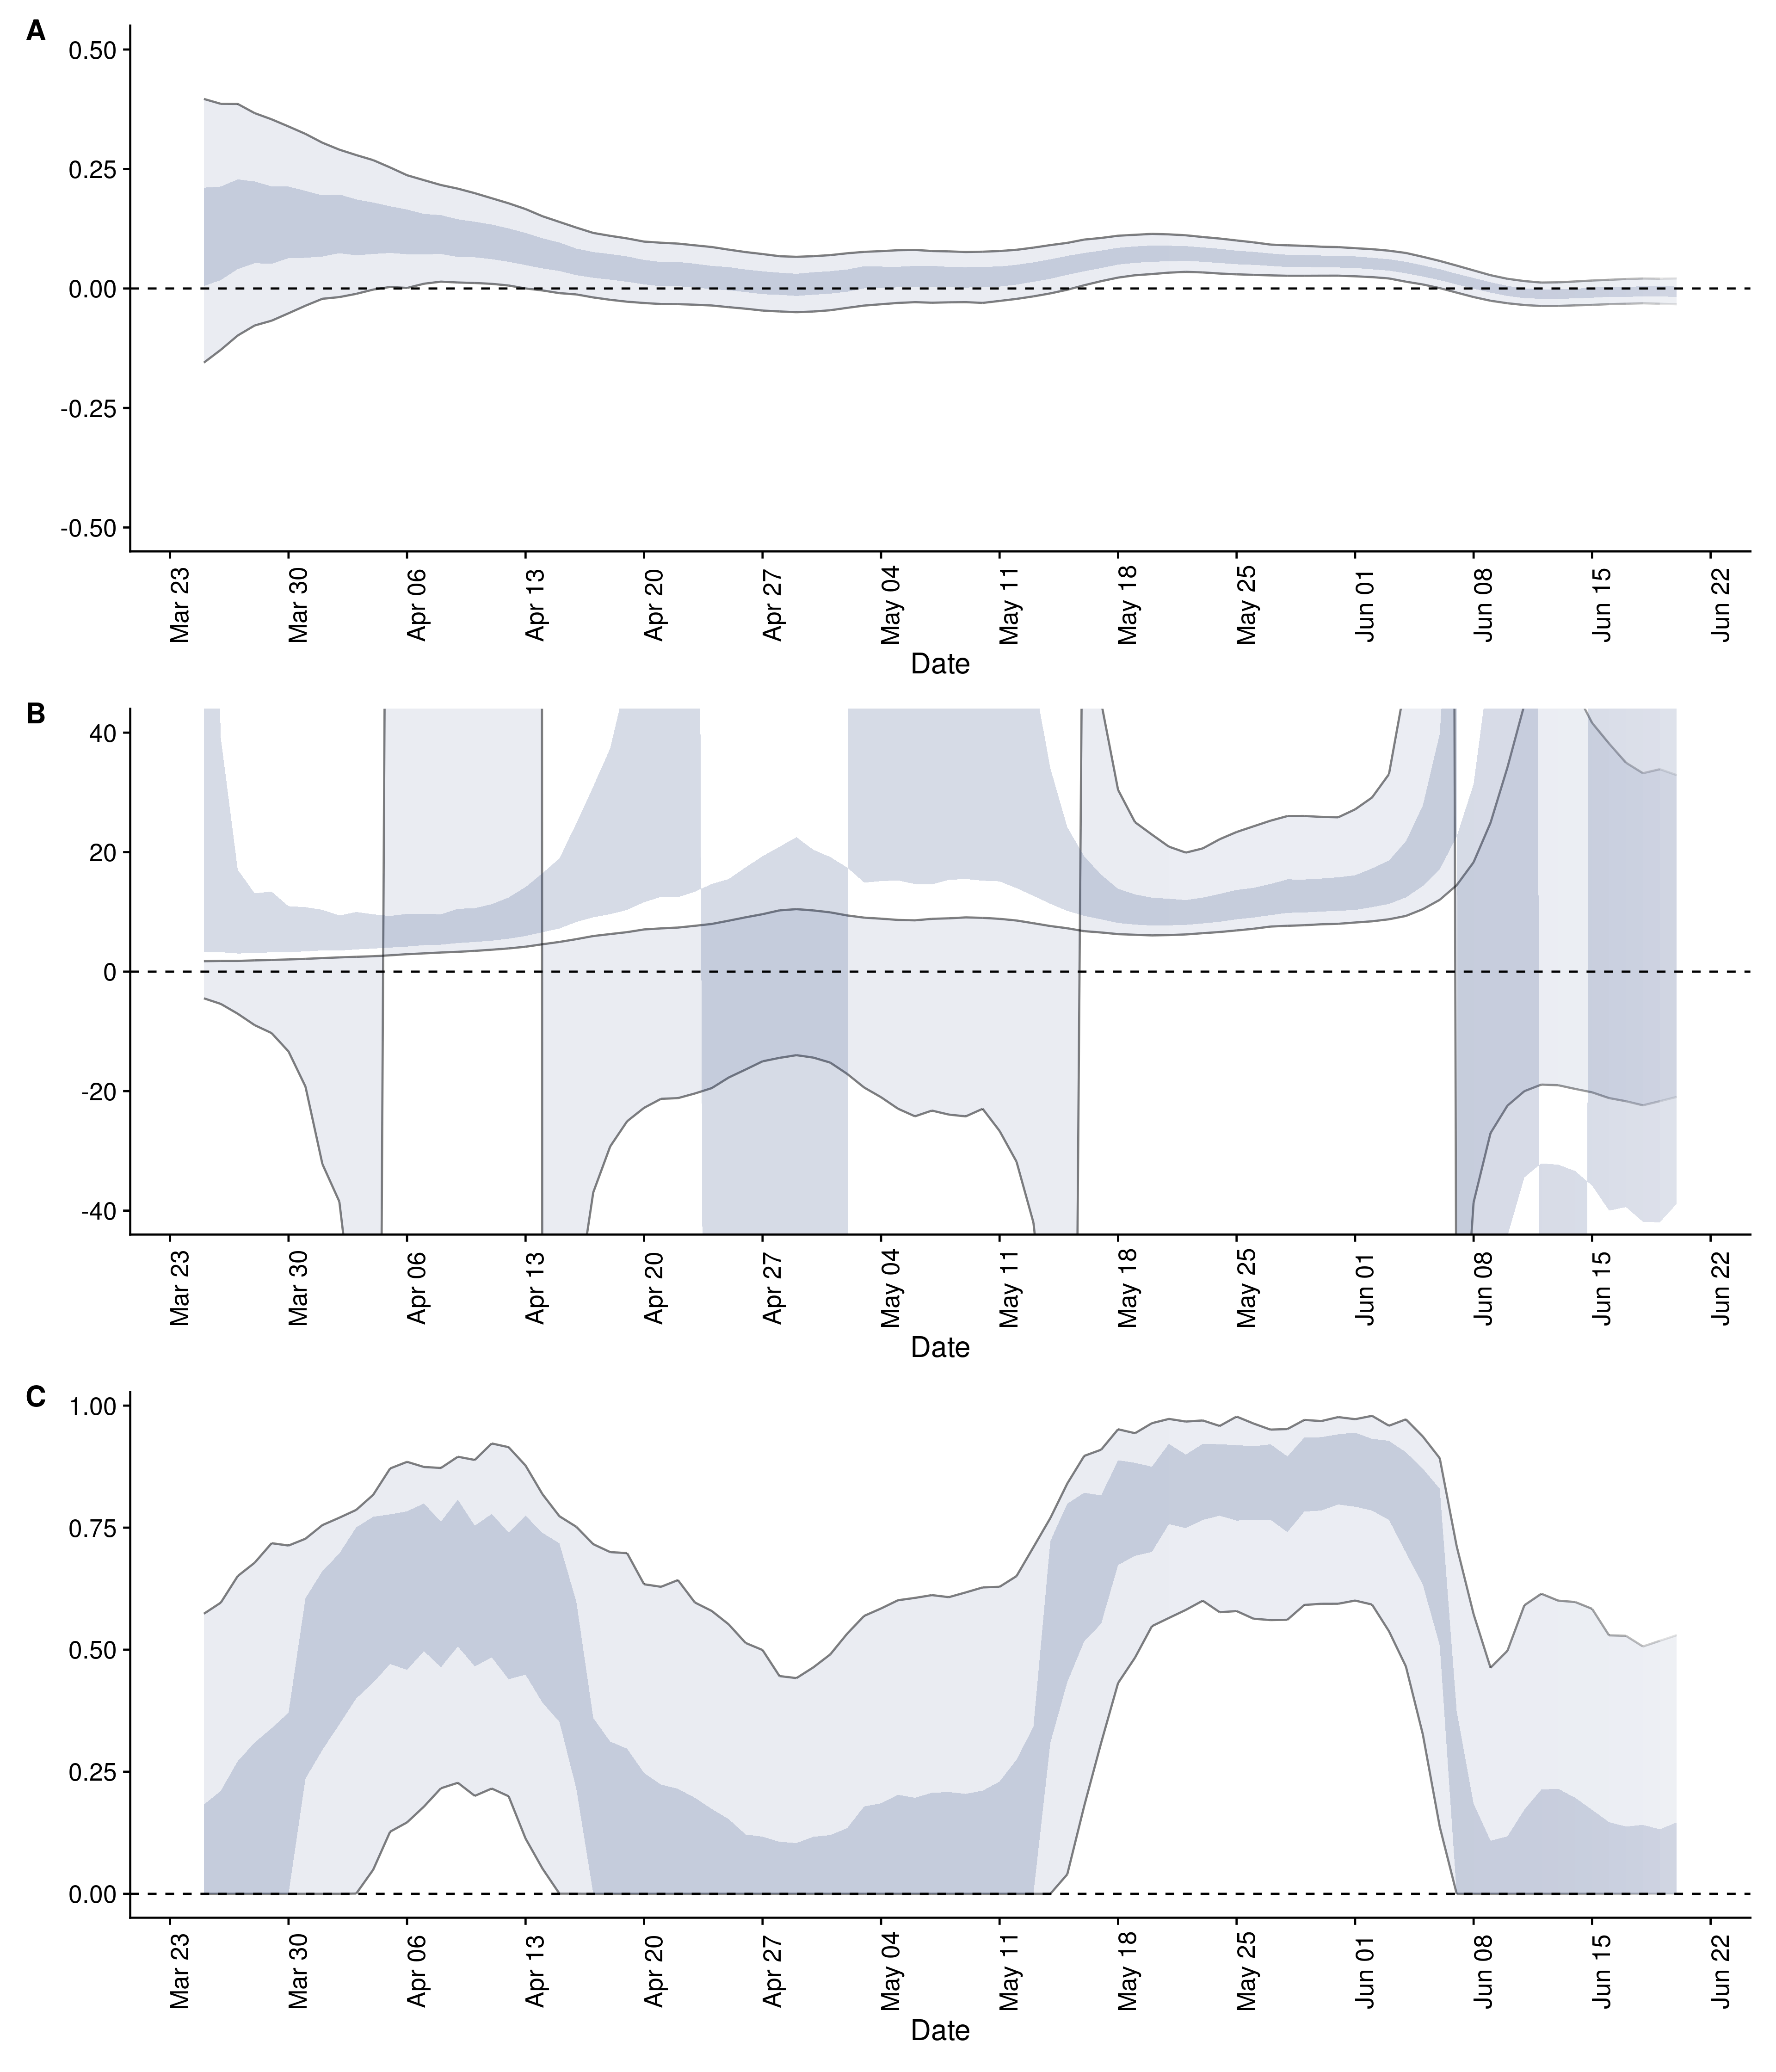 A
0.50
0.25
0.00
-0.25
-0.50
Mar 23
Mar 30
Apr 06
Apr 13
Apr 20
Apr 27
May 04
May 11
May 18
May 25
Jun 01
Jun 08
Jun 15
Jun 22
Date
B
40
20
0
-20
-40
Mar 23
Mar 30
Apr 06
Apr 13
Apr 20
Apr 27
May 04
May 11
May 18
May 25
Jun 01
Jun 08
Jun 15
Jun 22
Date
C
1.00
0.75
0.50
0.25
0.00
Mar 23
Mar 30
Apr 06
Apr 13
Apr 20
Apr 27
May 04
May 11
May 18
May 25
Jun 01
Jun 08
Jun 15
Jun 22
Date